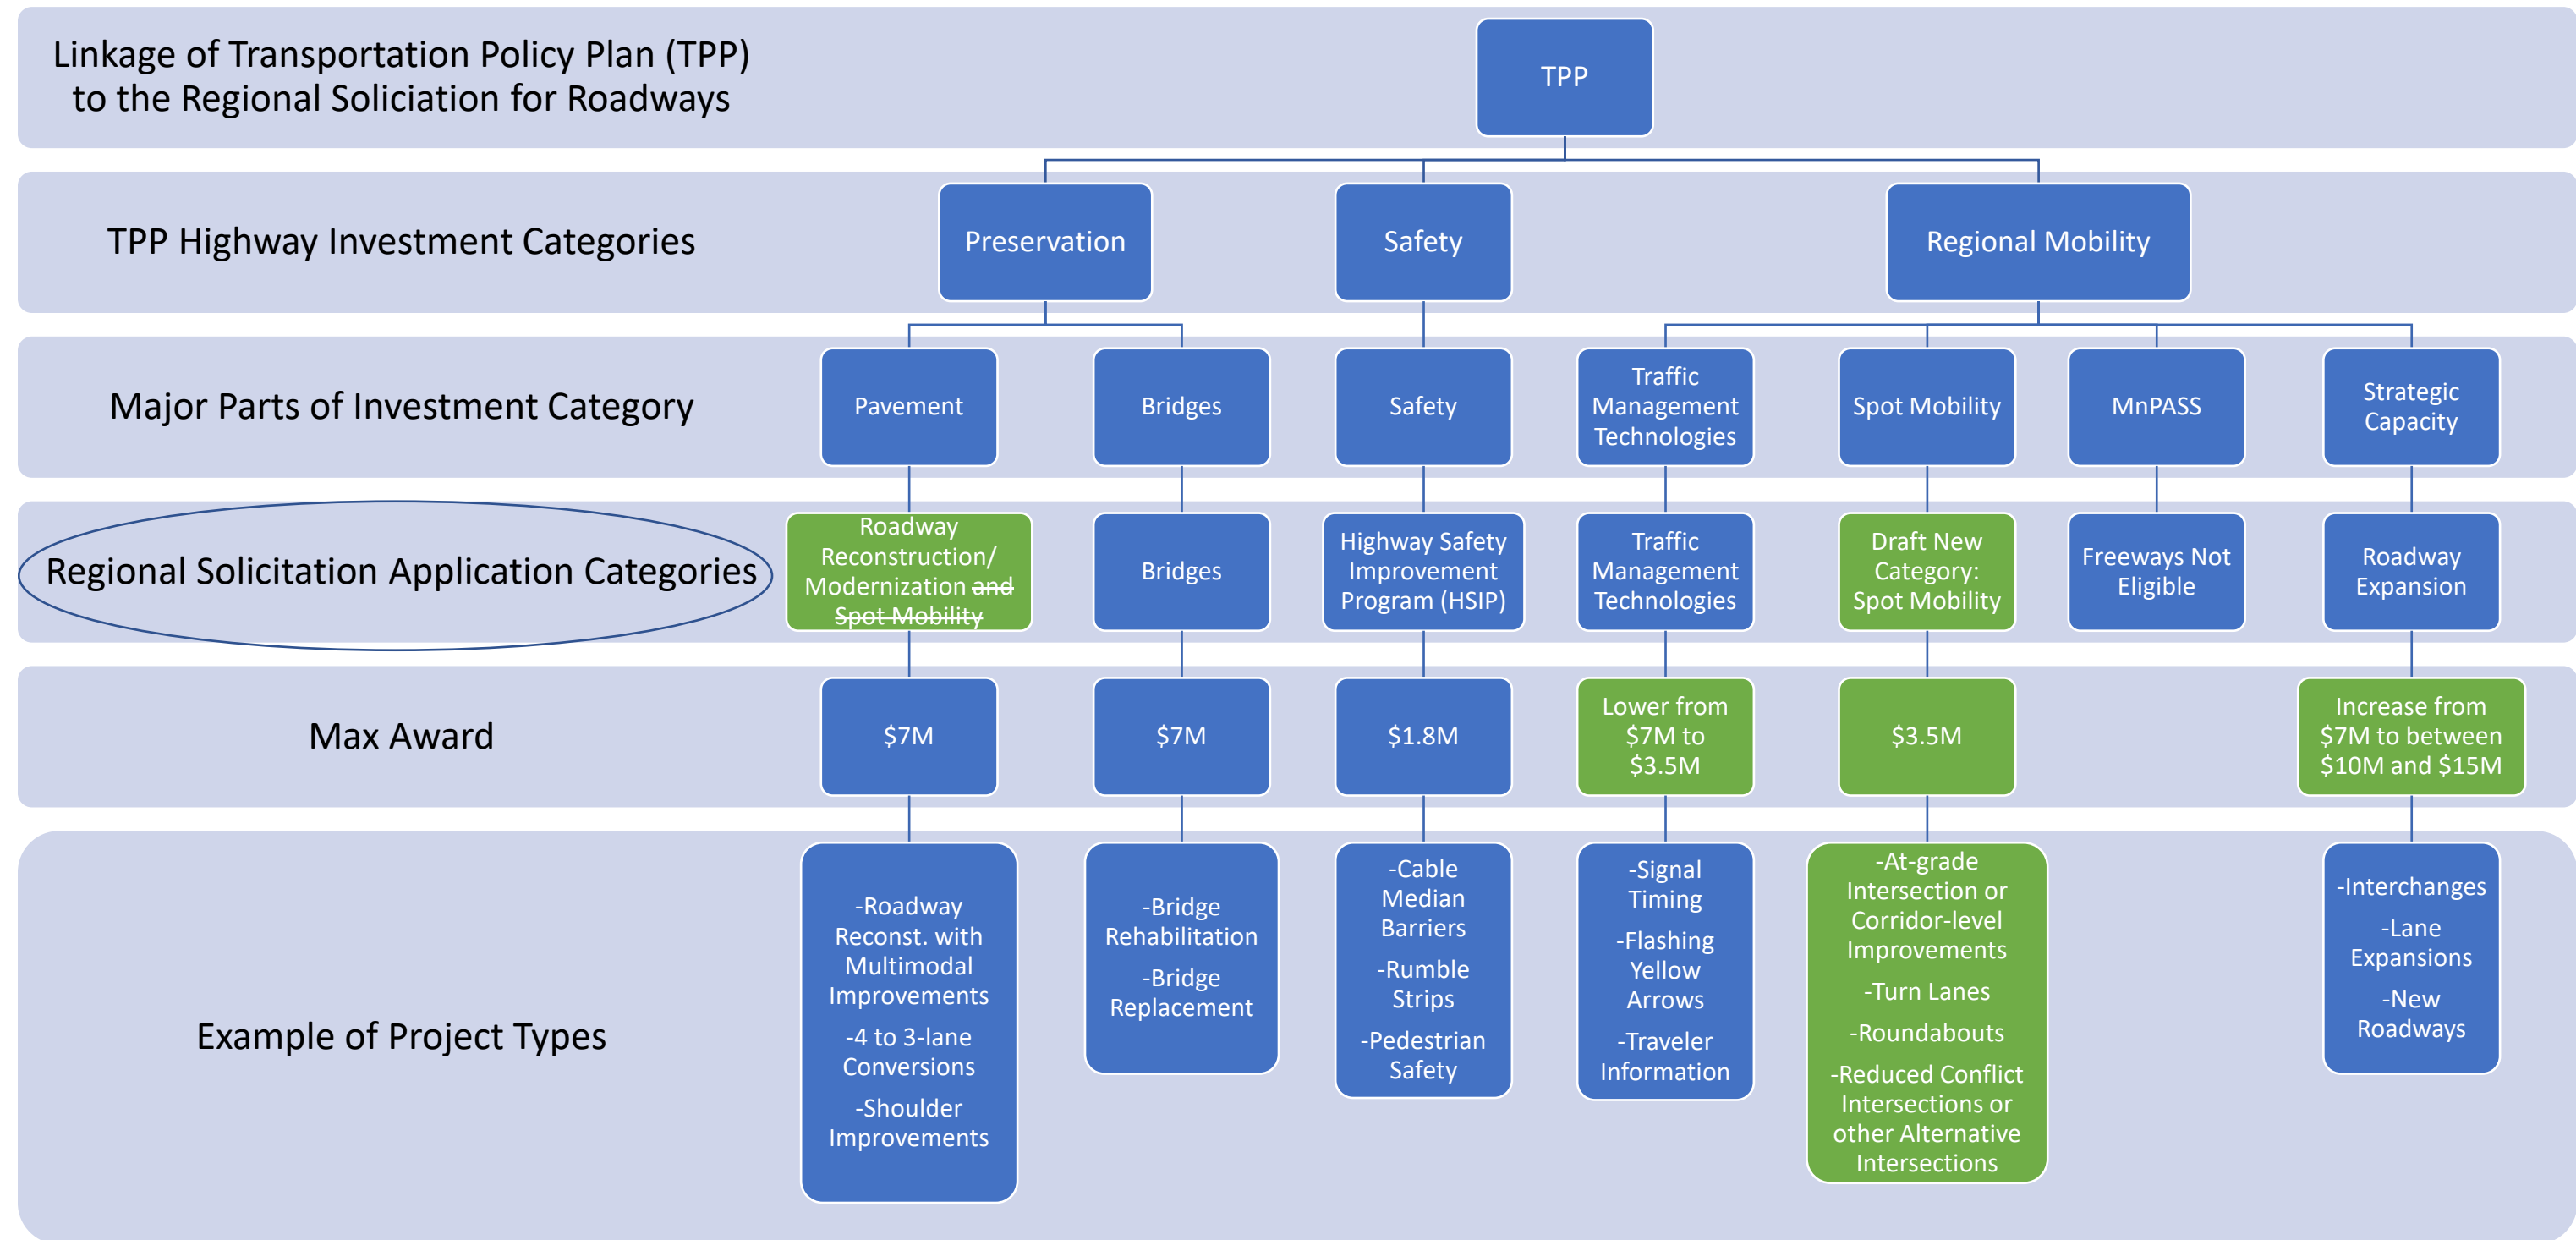 Linkage of Transportation Policy Plan (TPP)
to the Regional Soliciation for Roadways
TPP
TPP Highway Investment Categories
Preservation
Safety
Regional Mobility
Major Parts of Investment Category
Pavement
Bridges
Safety
Traffic
Management
Technologies
Spot Mobility
MnPASS
Strategic
Capacity
Regional Solicitation Application Categories
Roadway
Reconstruction/
Modernization and
Spot Mobility
Bridges
Highway Safety
Improvement
Program (HSIP)
Traffic
Management
Technologies
Draft New
Category:
Spot Mobility
Freeways Not
Eligible
Roadway
Expansion
Max Award
$7M
$7M
$1.8M
Lower from
$7M to
$3.5M
$3.5M
Increase from
$7M to between
$10M and $15M
Example of Project Types
-Roadway
Reconst. with
Multimodal
Improvements
-4 to 3-lane
Conversions
-Shoulder
Improvements
-Bridge
Rehabilitation
-Bridge
Replacement
-Cable
Median
Barriers
-Rumble
Strips
-Pedestrian
Safety
-Signal
Timing
-Flashing
Yellow
Arrows
-Traveler
Information
-At-grade
Intersection or
Corridor-level
Improvements
-Turn Lanes
-Roundabouts
-Reduced Conflict
Intersections or
other Alternative
Intersections
-Interchanges
-Lane
Expansions
-New
Roadways